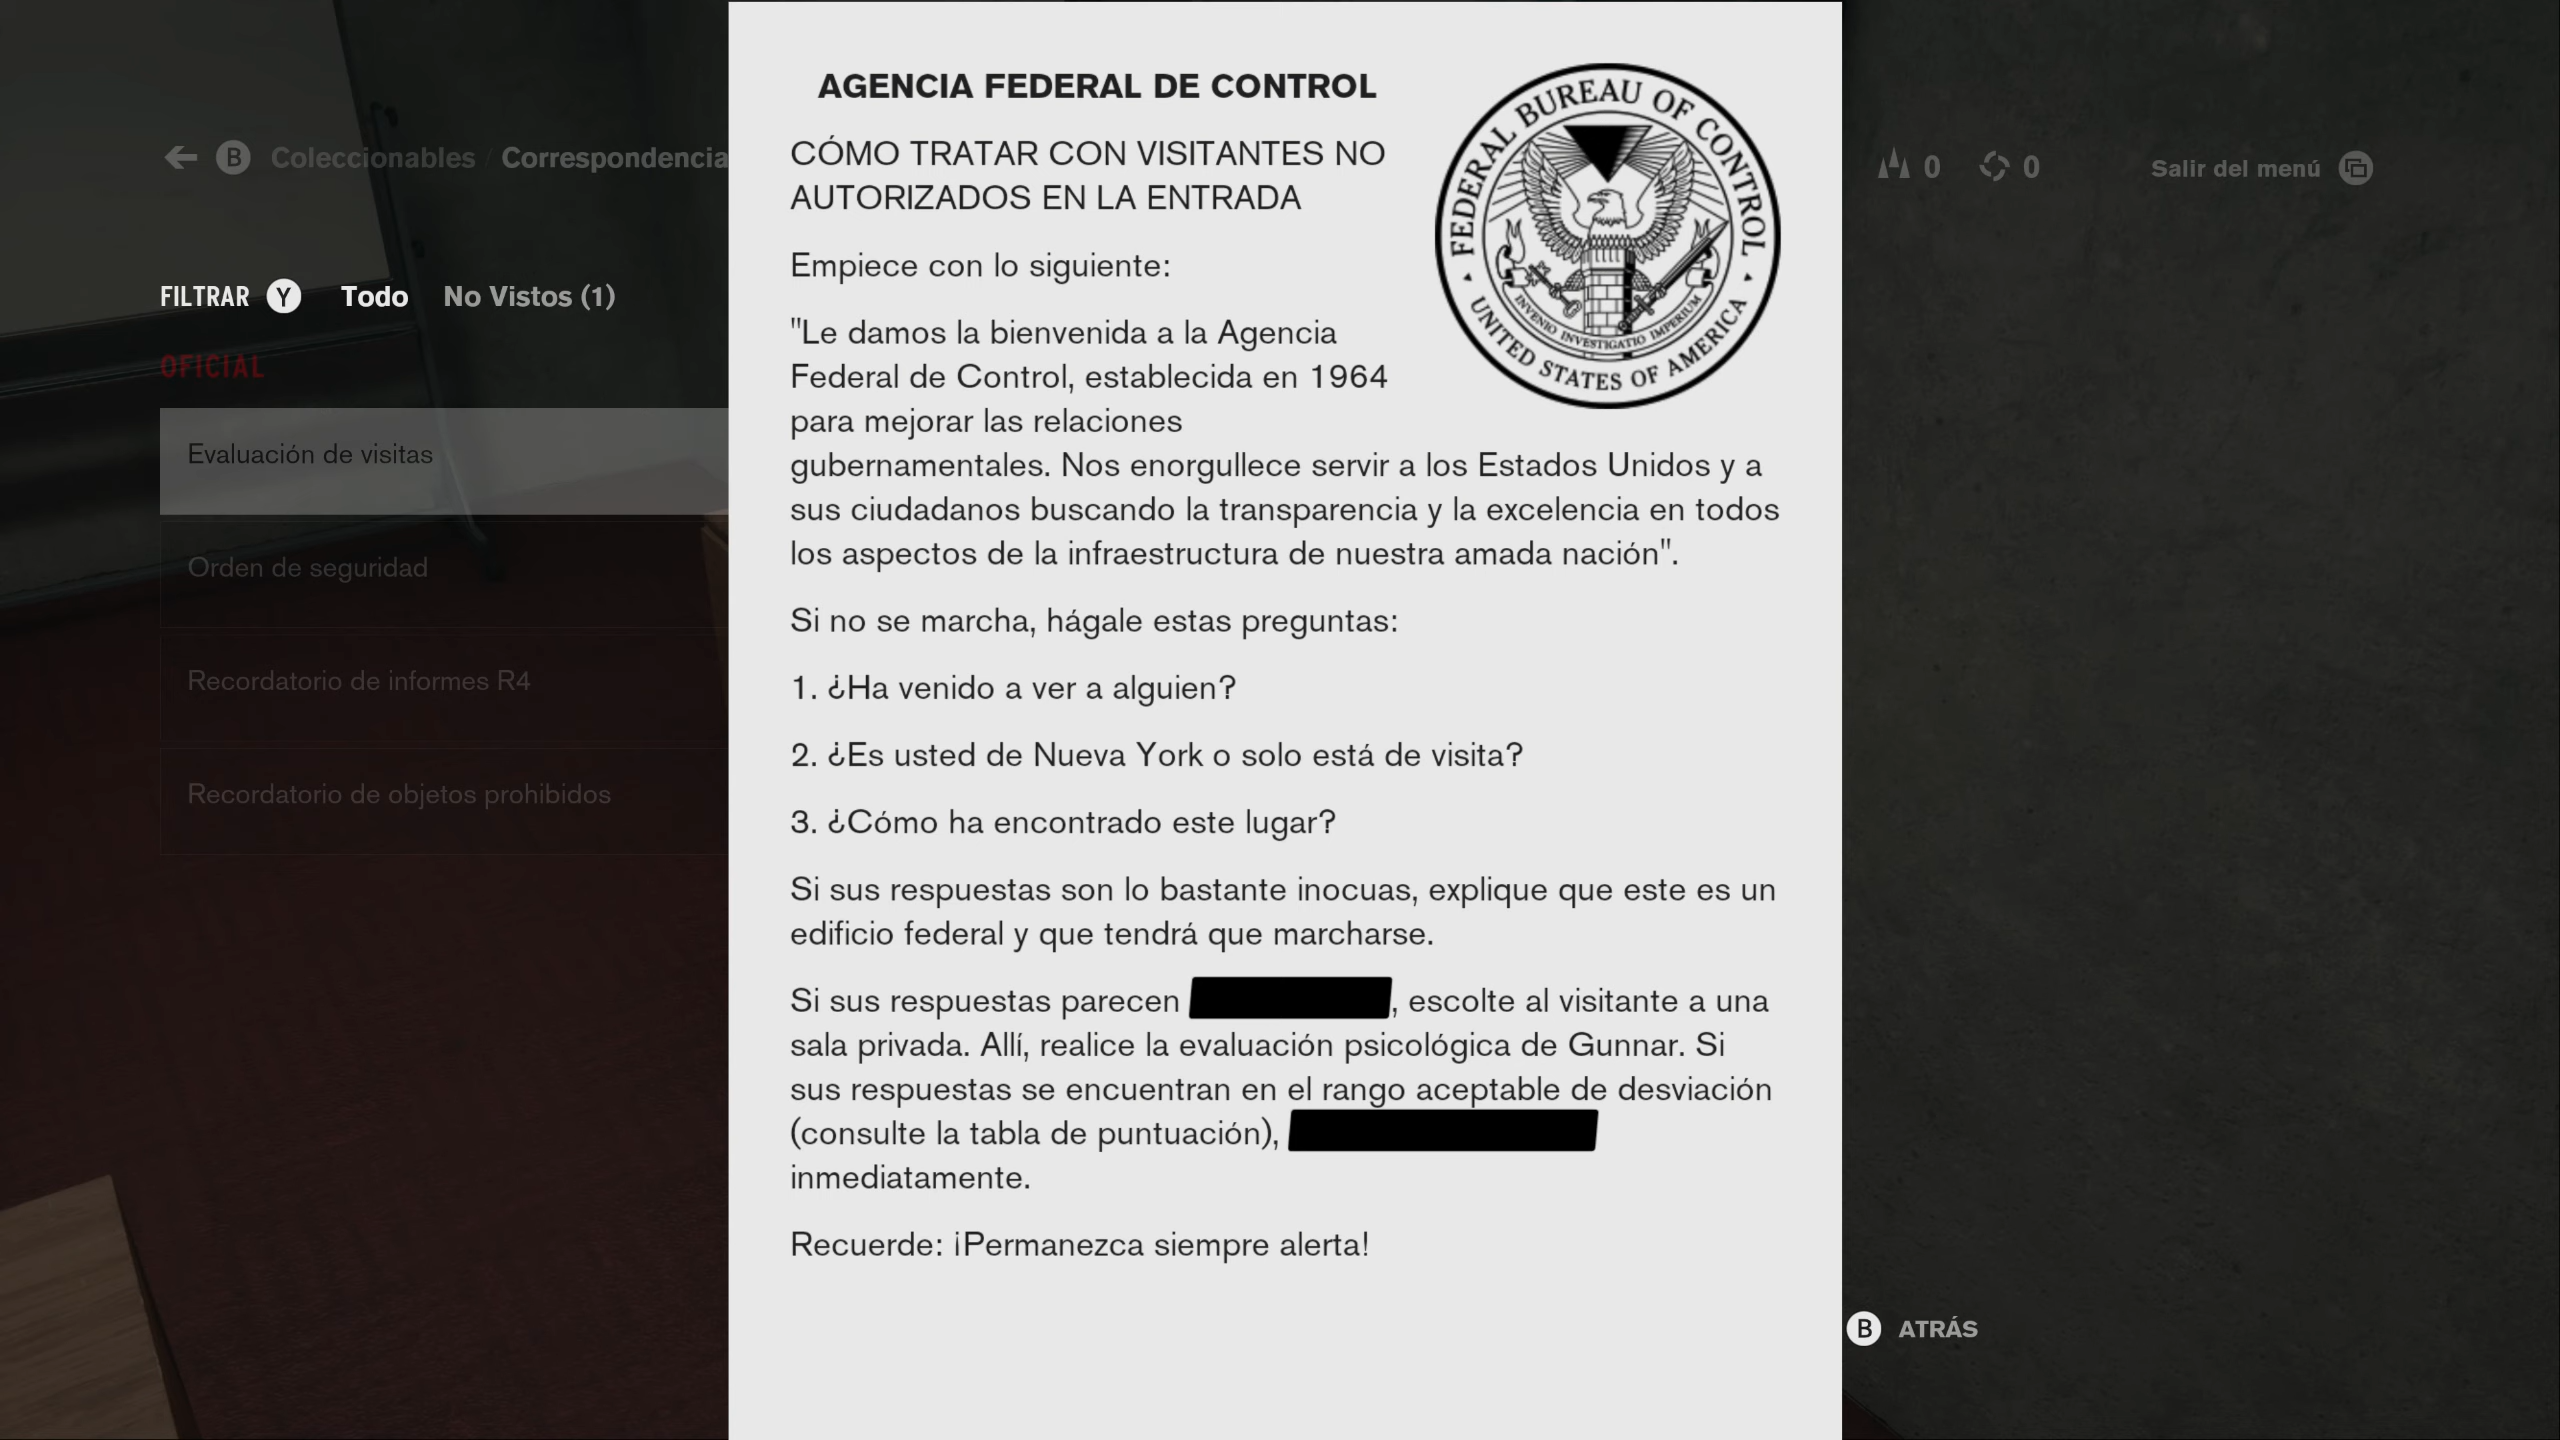 B Coleccionables / Correspondencia
0 0 Salir del menú
FILTRAR Y Todo No Vistos (1)
OFICIAL
Evaluación de visitas
Orden de seguridad
Recordatorio de informes R4
Recordatorio de objetos prohibidos
AGENCIA FEDERAL DE CONTROL
FEDERAL BUREAU OF CONTROL
UNITED STATES OF AMERICA
INVENIO INVESTIGATIO IMPERIUM
CÓMO TRATAR CON VISITANTES NO
AUTORIZADOS EN LA ENTRADA
Empiece con lo siguiente:
"Le damos la bienvenida a la Agencia
Federal de Control, establecida en 1964
para mejorar las relaciones
gubernamentales. Nos enorgullece servir a los Estados Unidos y a
sus ciudadanos buscando la transparencia y la excelencia en todos
los aspectos de la infraestructura de nuestra amada nación".
Si no se marcha, hágale estas preguntas:
1. ¿Ha venido a ver a alguien?
2. ¿Es usted de Nueva York o solo está de visita?
3. ¿Cómo ha encontrado este lugar?
Si sus respuestas son lo bastante inocuas, explique que este es un
edificio federal y que tendrá que marcharse.
Si sus respuestas parecen , escolte al visitante a una
sala privada. Allí, realice la evaluación psicológica de Gunnar. Si
sus respuestas se encuentran en el rango aceptable de desviación
(consulte la tabla de puntuación),
inmediatamente.
Recuerde: ¡Permanezca siempre alerta!
B ATRÁS